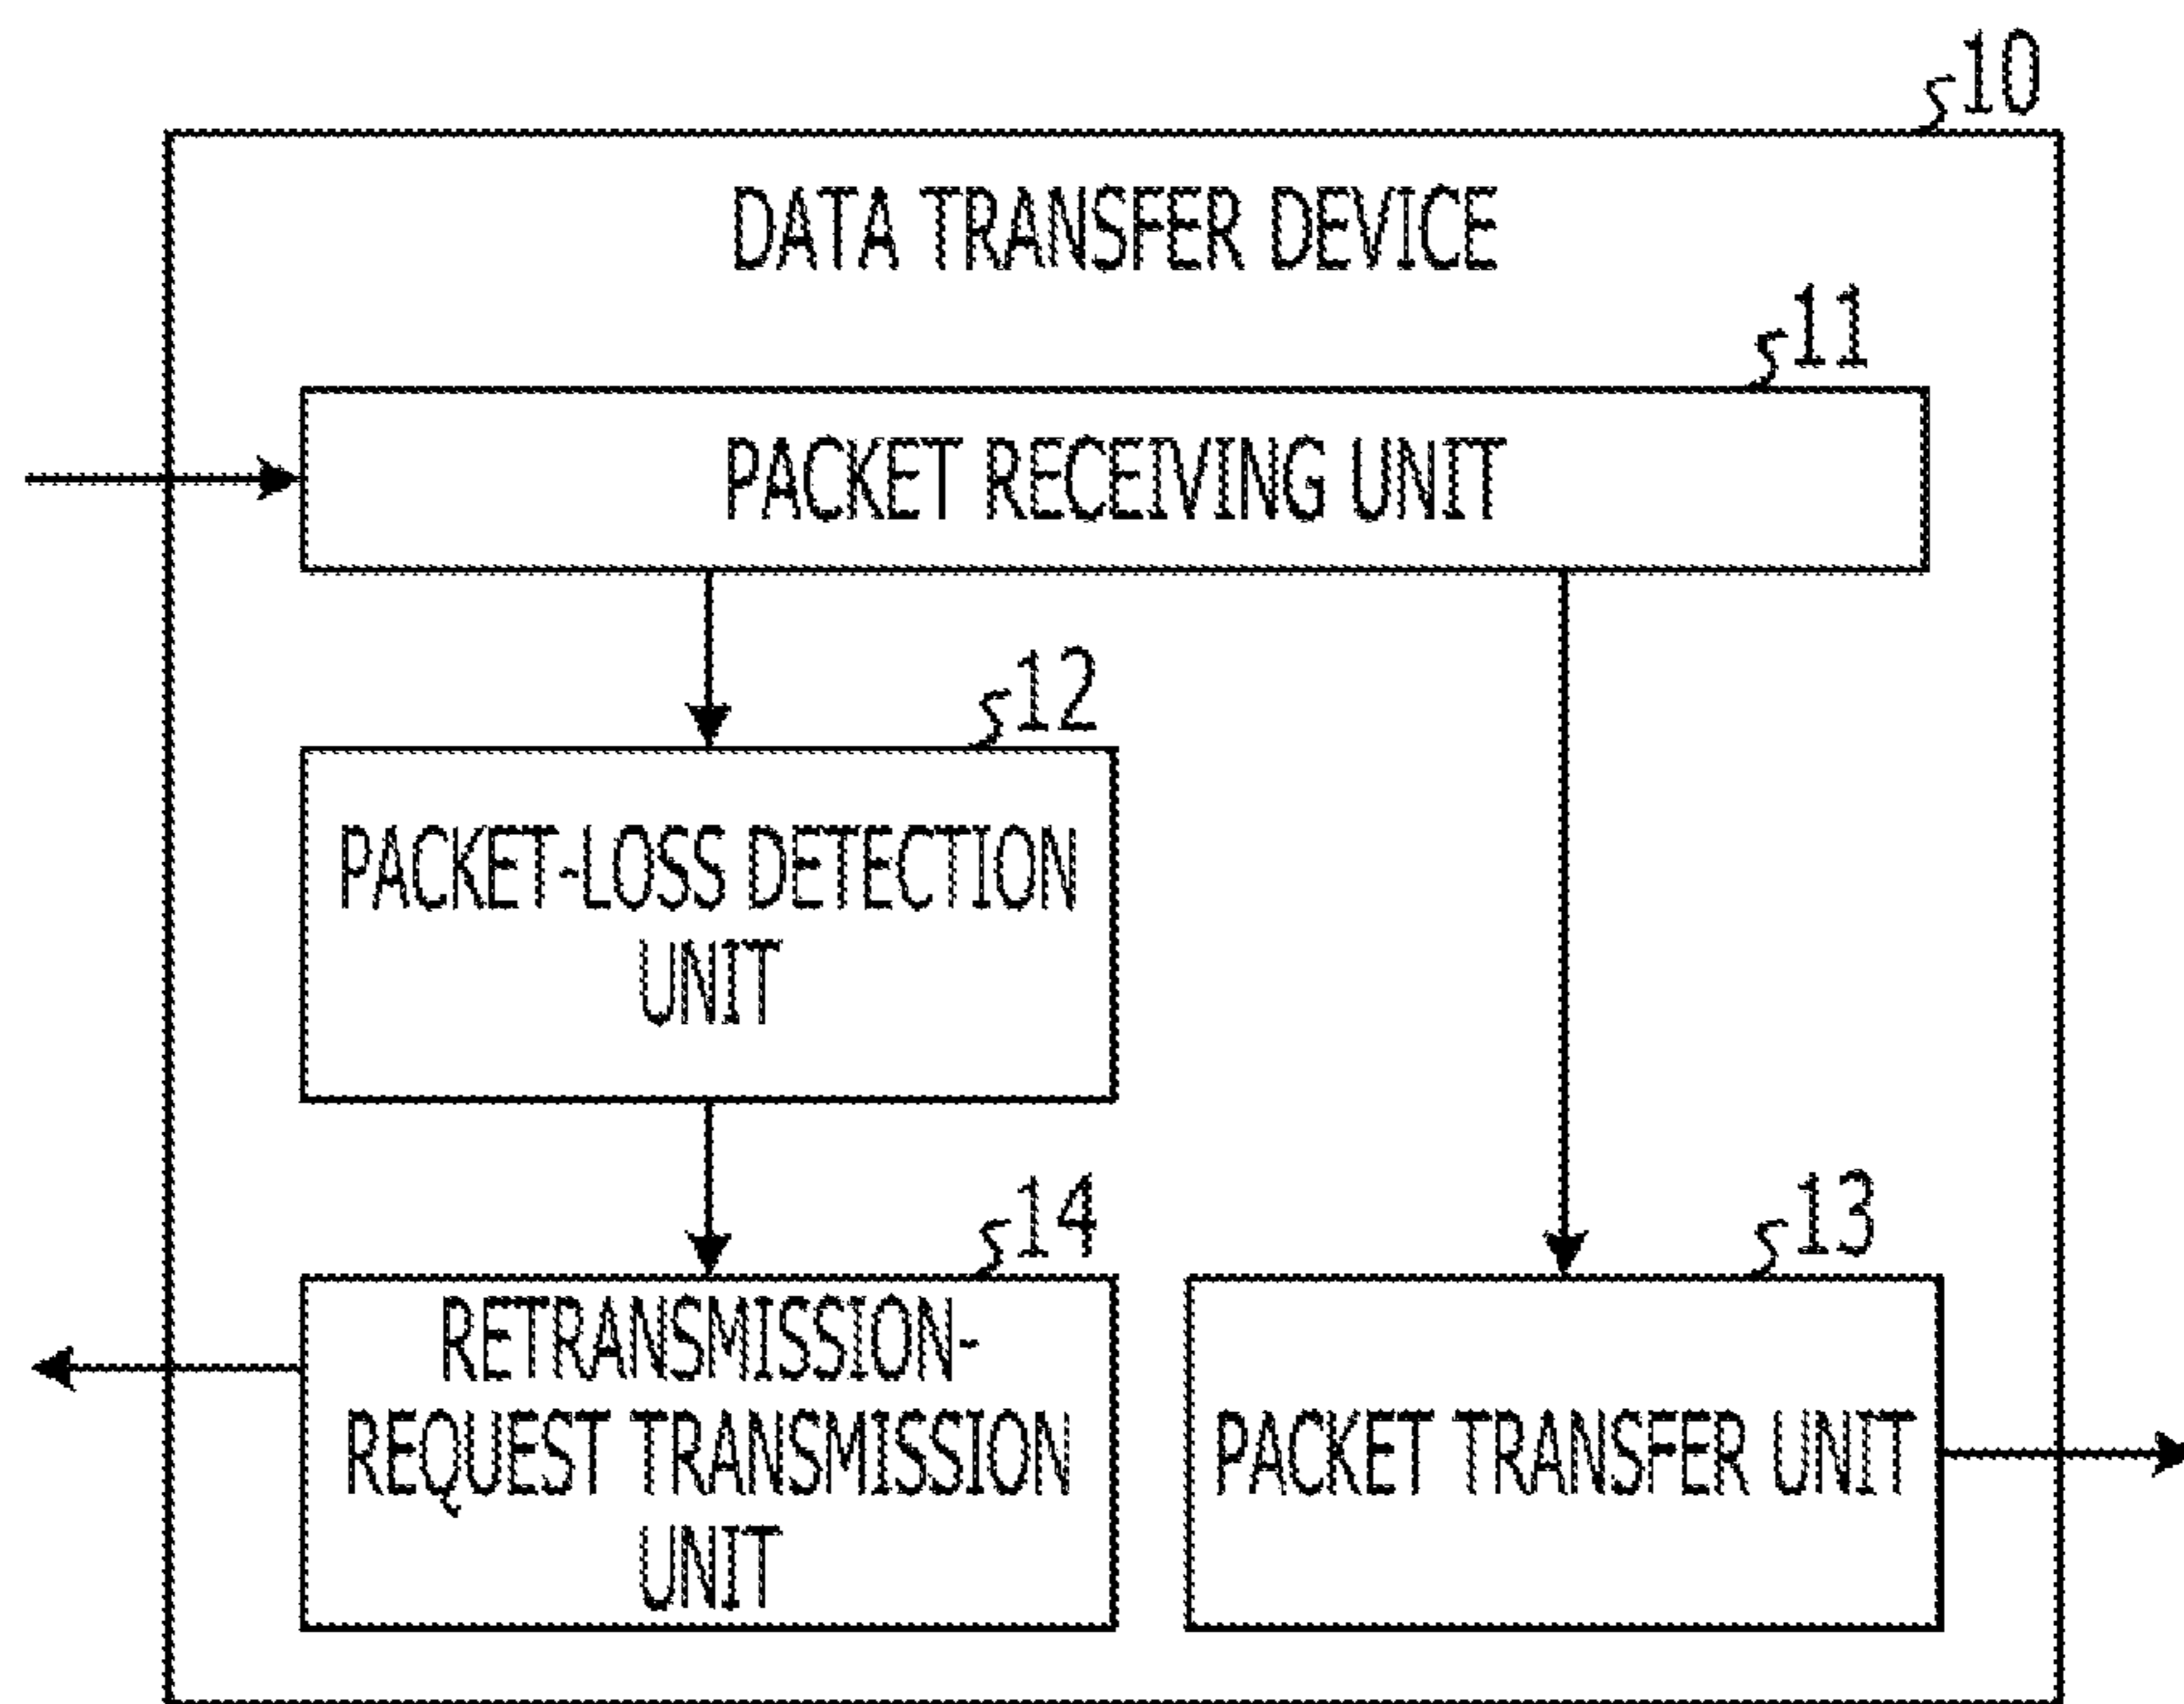 10
DATA TRANSFER DEVICE
11
PACKET RECEIVING UNIT
12
PACKET-LOSS DETECTION
UNIT
14
RETRANSMISSION-
REQUEST TRANSMISSION
UNIT
13
PACKET TRANSFER UNIT